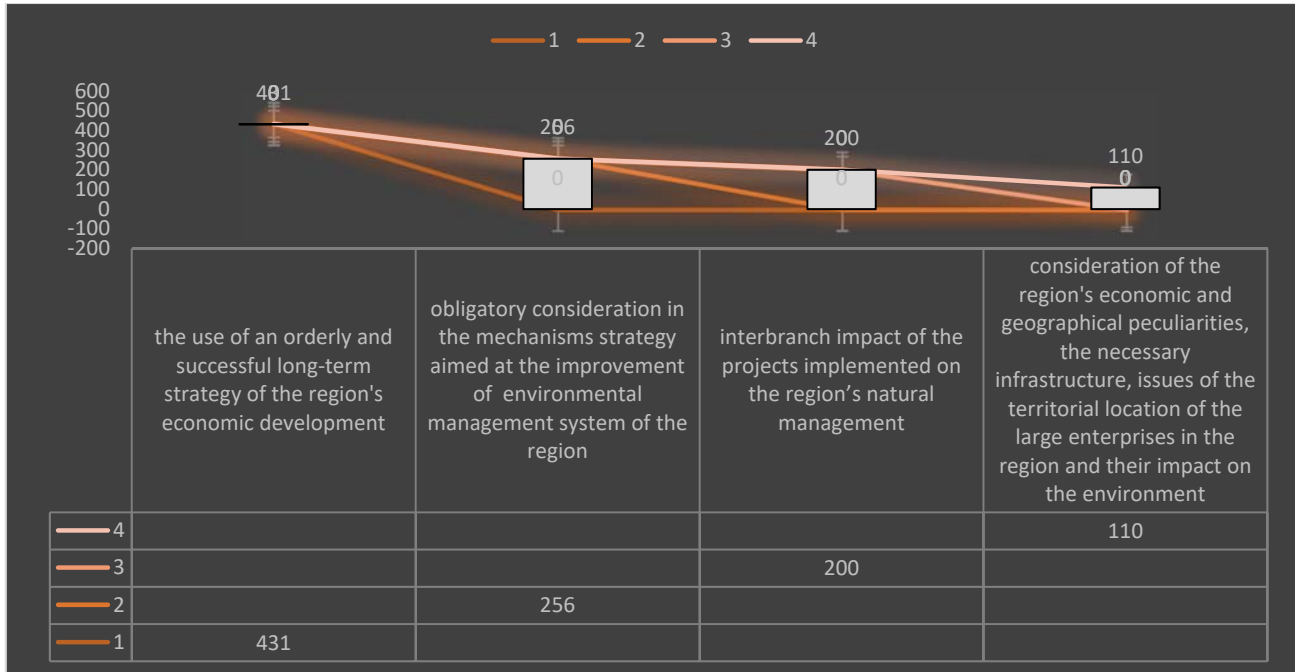 1 2 3 4
600
500
400
300
200
100
0
-100
-200
431
256
0
200
0
110
0
the use of an orderly and
successful long-term
strategy of the region's
economic development
obligatory consideration in
the mechanisms strategy
aimed at the improvement
of environmental
management system of the
region
interbranch impact of the
projects implemented on
the region’s natural
management
consideration of the
region's economic and
geographical peculiarities,
the necessary
infrastructure, issues of the
territorial location of the
large enterprises in the
region and their impact on
the environment
4 110
3 200
2 256
1 431